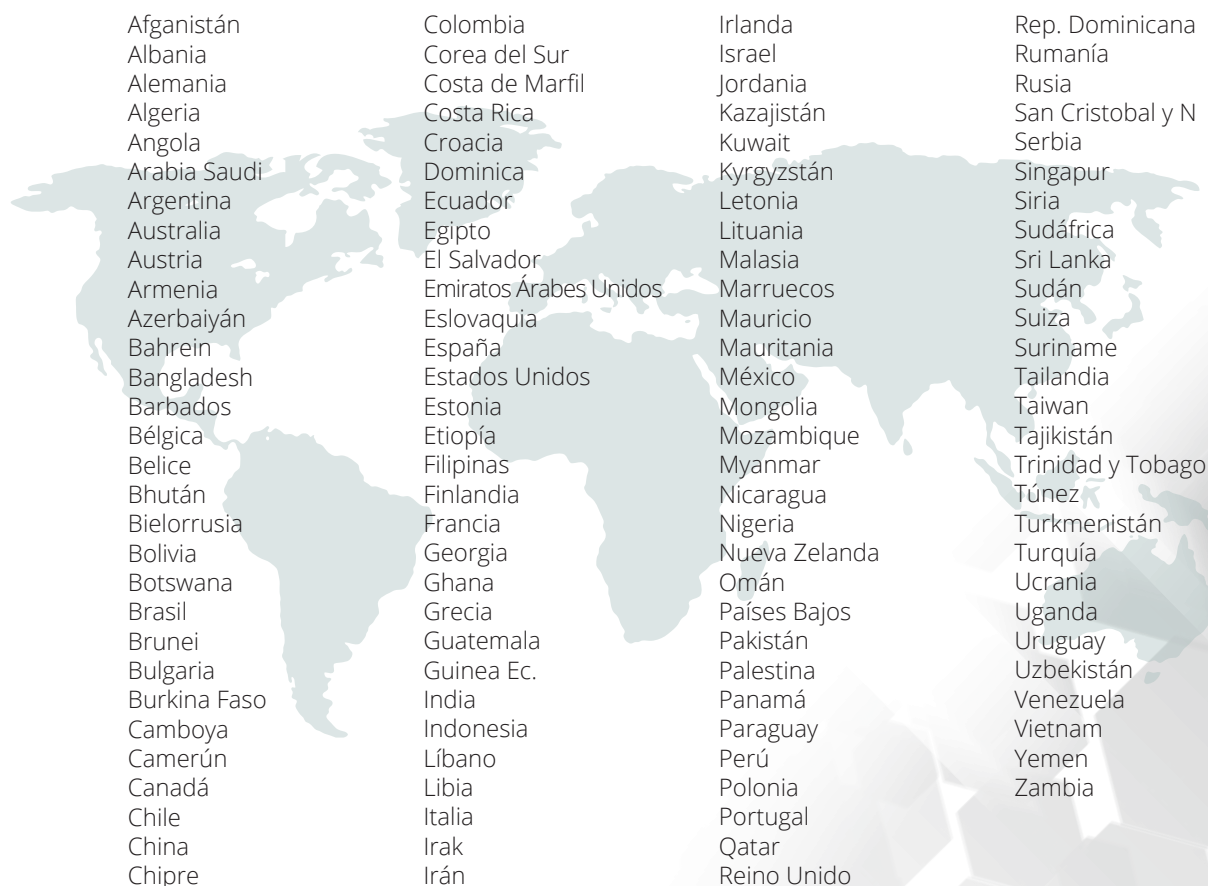 Afganistán
Albania
Alemania
Algeria
Angola
Arabia Saudi
Argentina
Australia
Austria
Armenia
Azerbaiyán
Bahrein
Bangladesh
Barbados
Bélgica
Belice
Bhután
Bielorrusia
Bolivia
Botswana
Brasil
Brunei
Bulgaria
Burkina Faso
Camboya
Camerún
Canadá
Chile
China
Chipre
Colombia
Corea del Sur
Costa de Marfil
Costa Rica
Croacia
Dominica
Ecuador
Egipto
El Salvador
Emiratos Árabes Unidos
Eslovaquia
España
Estados Unidos
Estonia
Etiopía
Filipinas
Finlandia
Francia
Georgia
Ghana
Grecia
Guatemala
Guinea Ec.
India
Indonesia
Líbano
Libia
Italia
Irak
Irán
Irlanda
Israel
Jordania
Kazajistán
Kuwait
Kyrgyzstán
Letonia
Lituania
Malasia
Marruecos
Mauricio
Mauritania
México
Mongolia
Mozambique
Myanmar
Nicaragua
Nigeria
Nueva Zelanda
Omán
Países Bajos
Pakistán
Palestina
Panamá
Paraguay
Perú
Polonia
Portugal
Qatar
Reino Unido
Rep. Dominicana
Rumanía
Rusia
San Cristobal y N
Serbia
Singapur
Siria
Sudáfrica
Sri Lanka
Sudán
Suiza
Suriname
Tailandia
Taiwan
Tajikistán
Trinidad y Tobago
Túnez
Turkmenistán
Turquía
Ucrania
Uganda
Uruguay
Uzbekistán
Venezuela
Vietnam
Yemen
Zambia